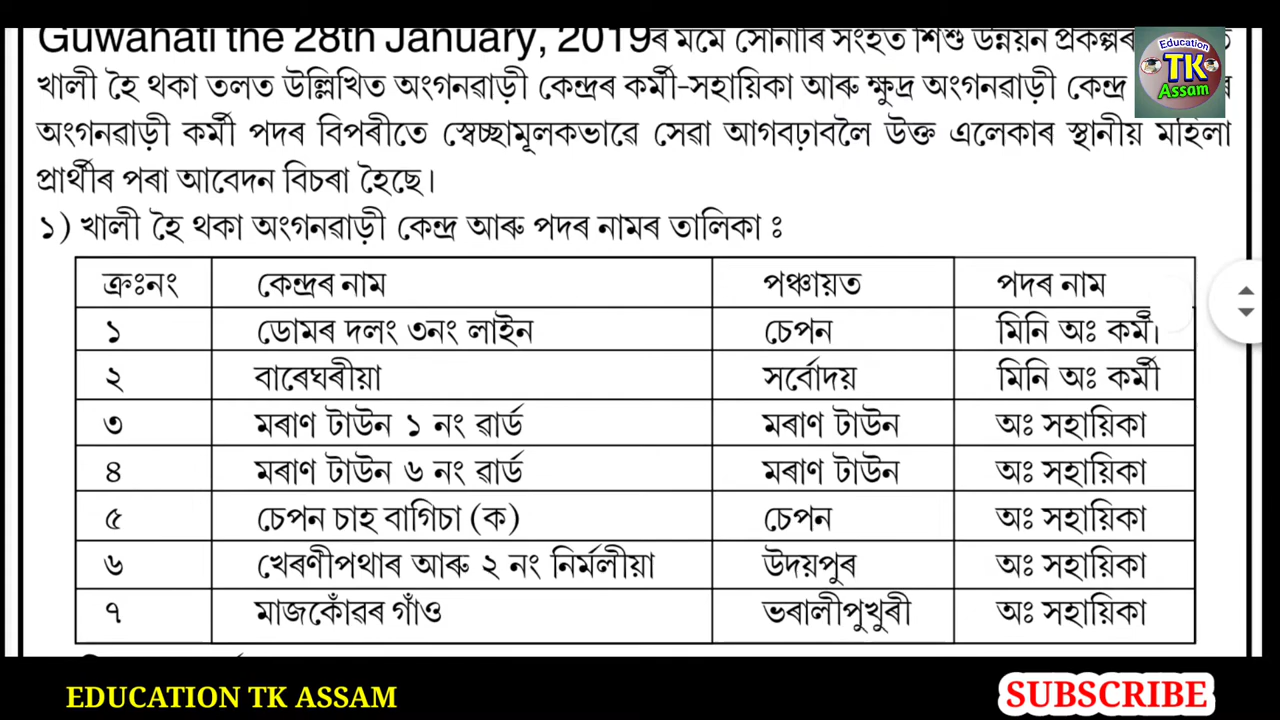 Guwahati the 28th January, 2019ৰ মৰ্মে সোনাৰি সংহত শিশু উন্নয়ন প্ৰকল্পৰ
খালী হৈ থকা তলত উল্লিখিত অংগনৱাড়ী কেন্দ্ৰৰ কৰ্মী-সহায়িকা আৰু ক্ষুদ্ৰ অংগনৱাড়ী কেন্দ্ৰ
অংগনৱাড়ী কৰ্মী পদৰ বিপৰীতে স্বেচ্ছামূলকভাৱে সেৱা আগবঢ়াবলৈ উক্ত এলেকাৰ স্থানীয় মহিলা
প্ৰাৰ্থীৰ পৰা আবেদন বিচৰা হৈছে।
১) খালী হৈ থকা অংগনৱাড়ী কেন্দ্ৰ আৰু পদৰ নামৰ তালিকা ঃ
ক্ৰঃনং কেন্দ্ৰৰ নাম পঞ্চায়ত পদৰ নাম
১ ডোমৰ দলং ৩নং লাইন চেপন মিনি অঃ কৰ্মী
২ বাৰেঘৰীয়া সৰ্বোদয় মিনি অঃ কৰ্মী
৩ মৰাণ টাউন ১ নং ৱাৰ্ড মৰাণ টাউন অঃ সহায়িকা
৪ মৰাণ টাউন ৬ নং ৱাৰ্ড মৰাণ টাউন অঃ সহায়িকা
৫ চেপন চাহ বাগিচা (ক) চেপন অঃ সহায়িকা
৬ খেৰণীপথাৰ আৰু ২ নং নিৰ্মলীয়া উদয়পুৰ অঃ সহায়িকা
৭ মাজকোঁৱৰ গাঁও ভৰালীপুখুৰী অঃ সহায়িকা
Education
TK
Assam
EDUCATION TK ASSAM
SUBSCRIBE